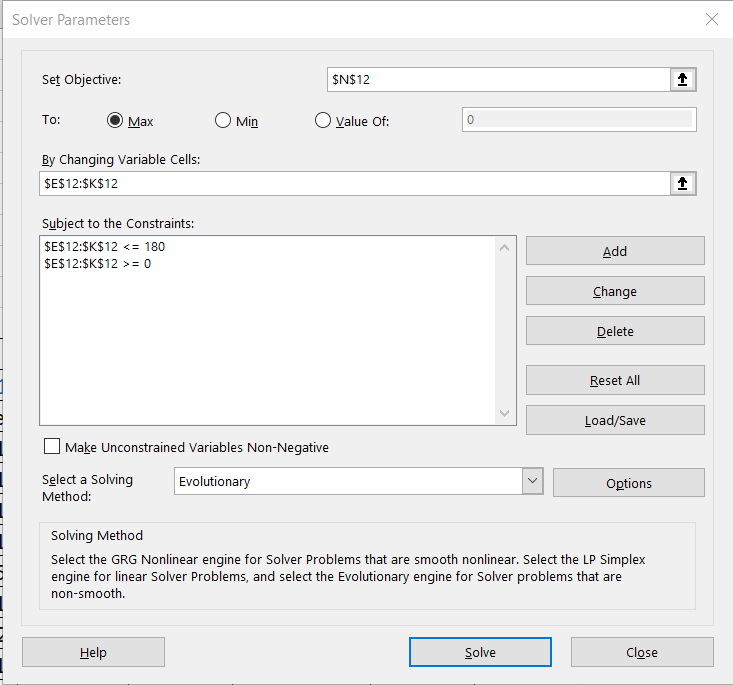 Solver Parameters
Set Objective:
$N$12
To:
Max
Min
Value Of:
0
By Changing Variable Cells:
$E$12:$K$12
Subject to the Constraints:
$E$12:$K$12 <= 180
$E$12:$K$12 >= 0
Add
Change
Delete
Reset All
Load/Save
Make Unconstrained Variables Non-Negative
Select a Solving
Method:
Evolutionary
Options
Solving Method
Select the GRG Nonlinear engine for Solver Problems that are smooth nonlinear. Select the LP Simplex
engine for linear Solver Problems, and select the Evolutionary engine for Solver problems that are
non-smooth.
Help
Solve
Close